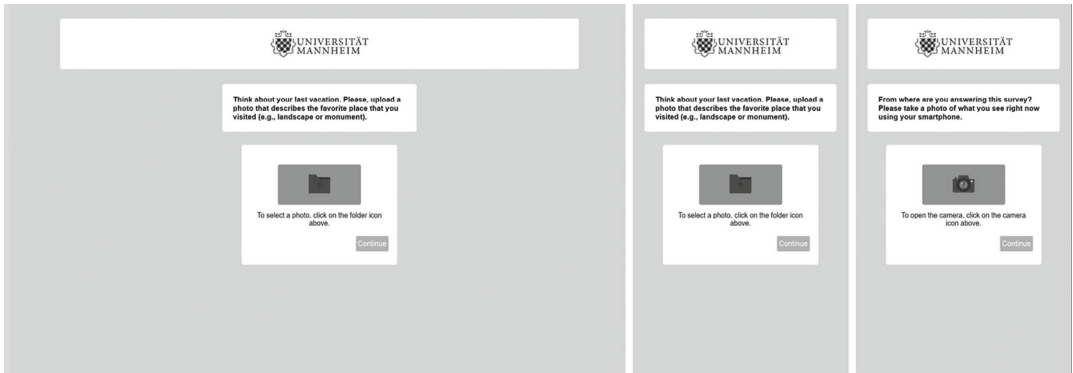 UNIVERSITÄT
MANNHEIM
Think about your last vacation. Please, upload a
photo that describes the favorite place that you
visited (e.g., landscape or monument).
To select a photo, click on the folder icon
above.
Continue
UNIVERSITÄT
MANNHEIM
Think about your last vacation. Please, upload a
photo that describes the favorite place that you
visited (e.g., landscape or monument).
To select a photo, click on the folder icon
above.
Continue
UNIVERSITÄT
MANNHEIM
From where are you answering this survey?
Please take a photo of what you see right now
using your smartphone.
To open the camera, click on the camera
icon above.
Continue